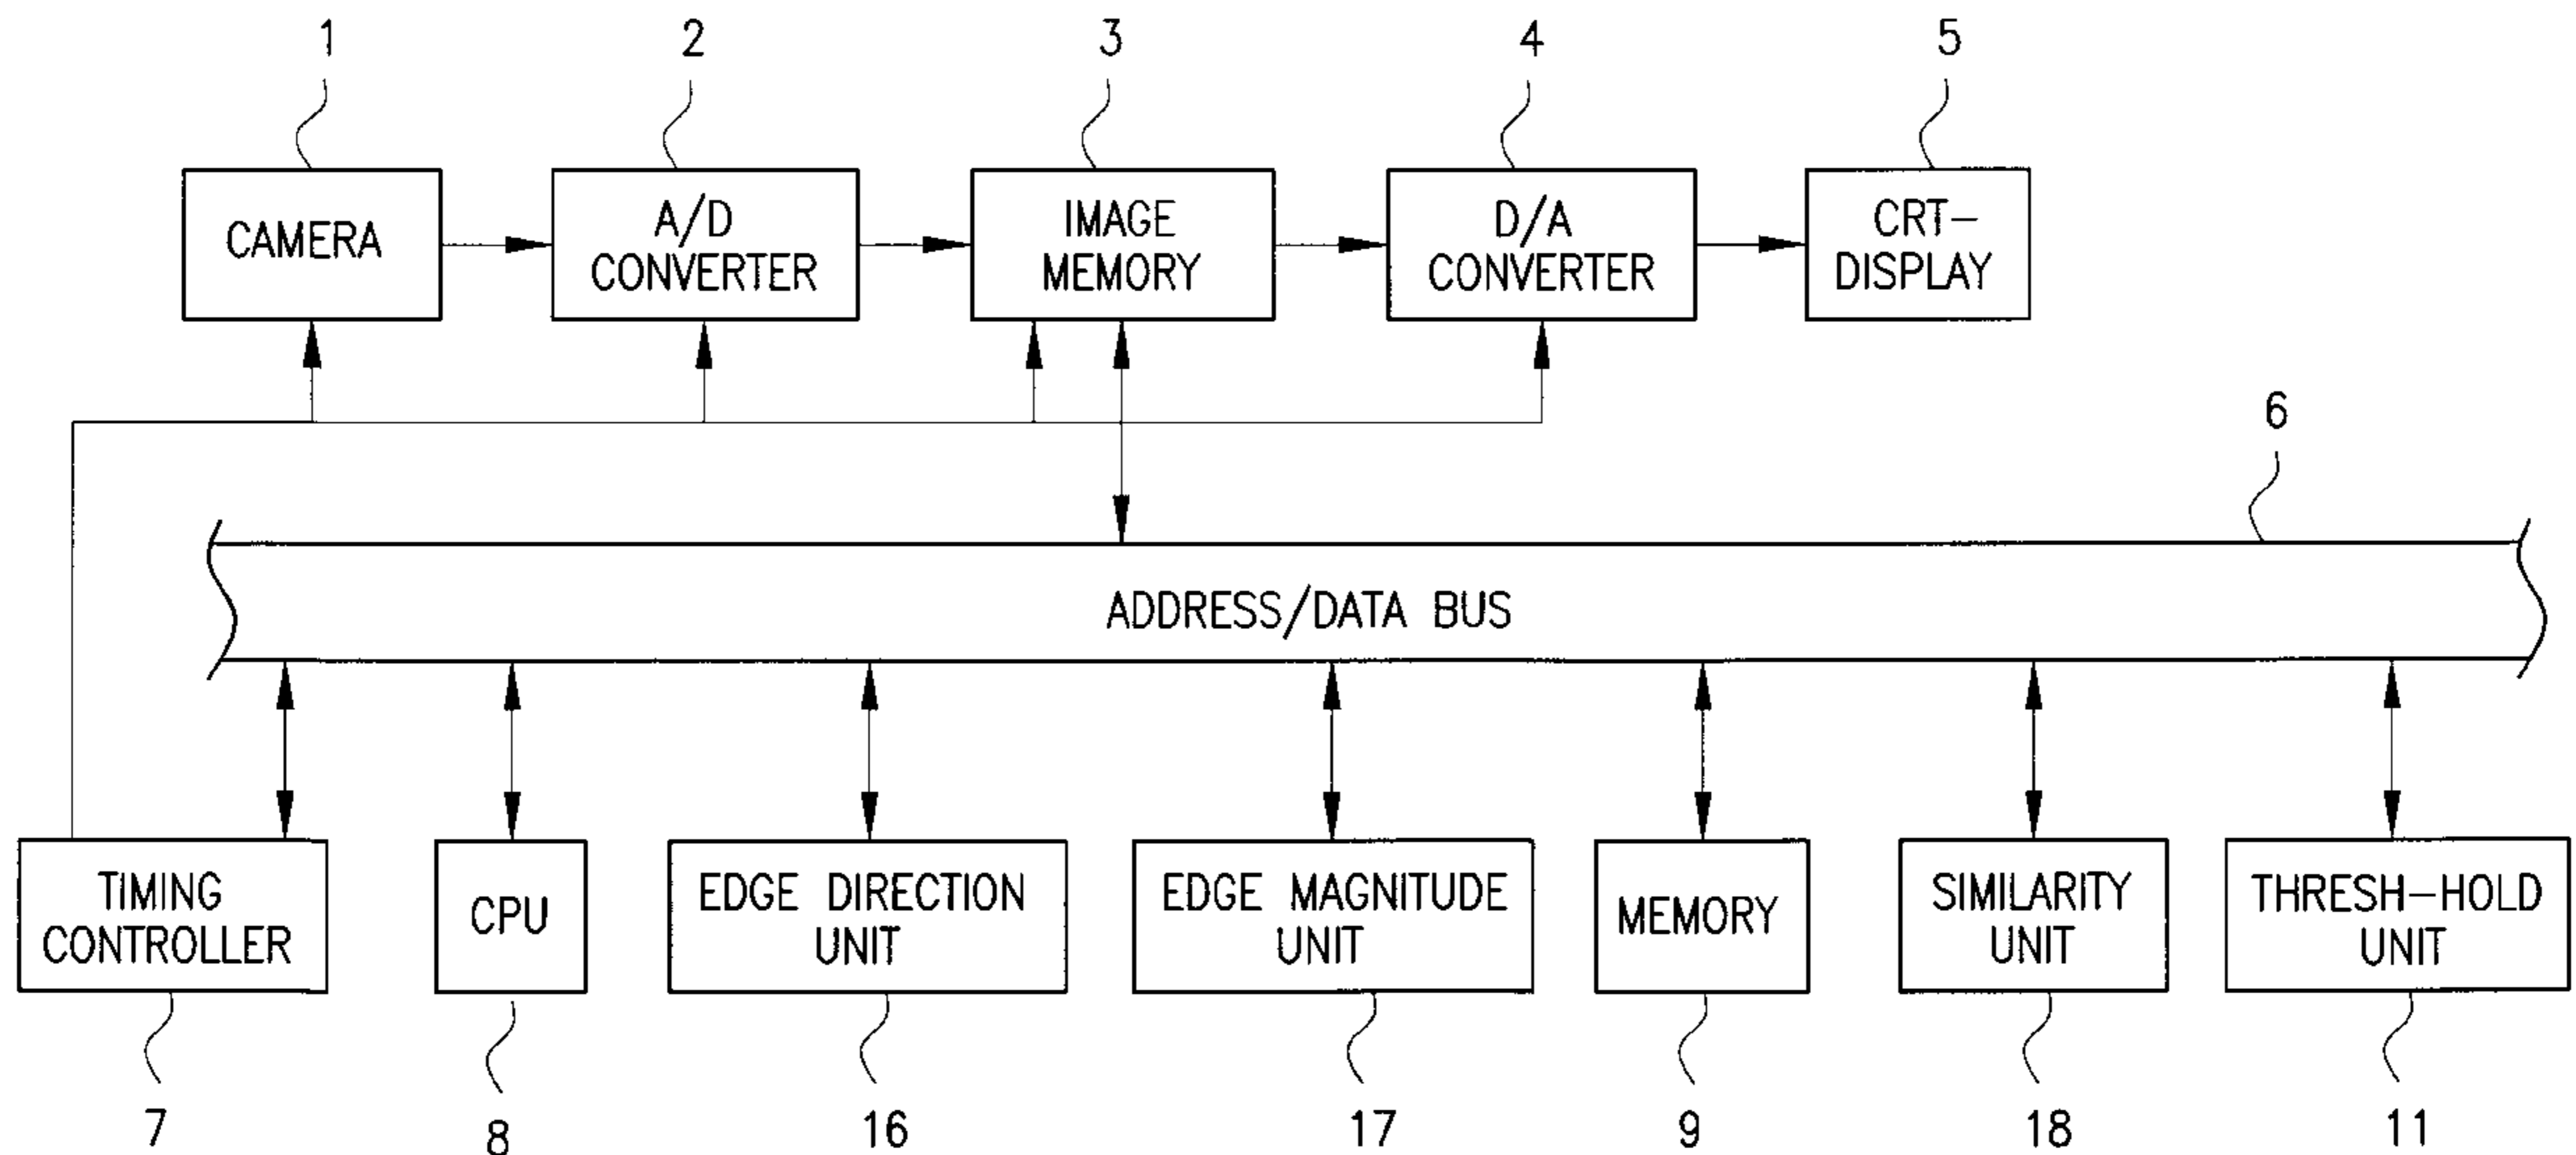 1 2 3 4 5
CAMERA
A/D
CONVERTER
IMAGE
MEMORY
D/A
CONVERTER
CRT-
DISPLAY
6
ADDRESS/DATA BUS
TIMING
CONTROLLER
CPU
EDGE DIRECTION
UNIT
EDGE MAGNITUDE
UNIT
MEMORY
SIMILARITY
UNIT
THRESH-HOLD
UNIT
7 8 16 17 9 18 11